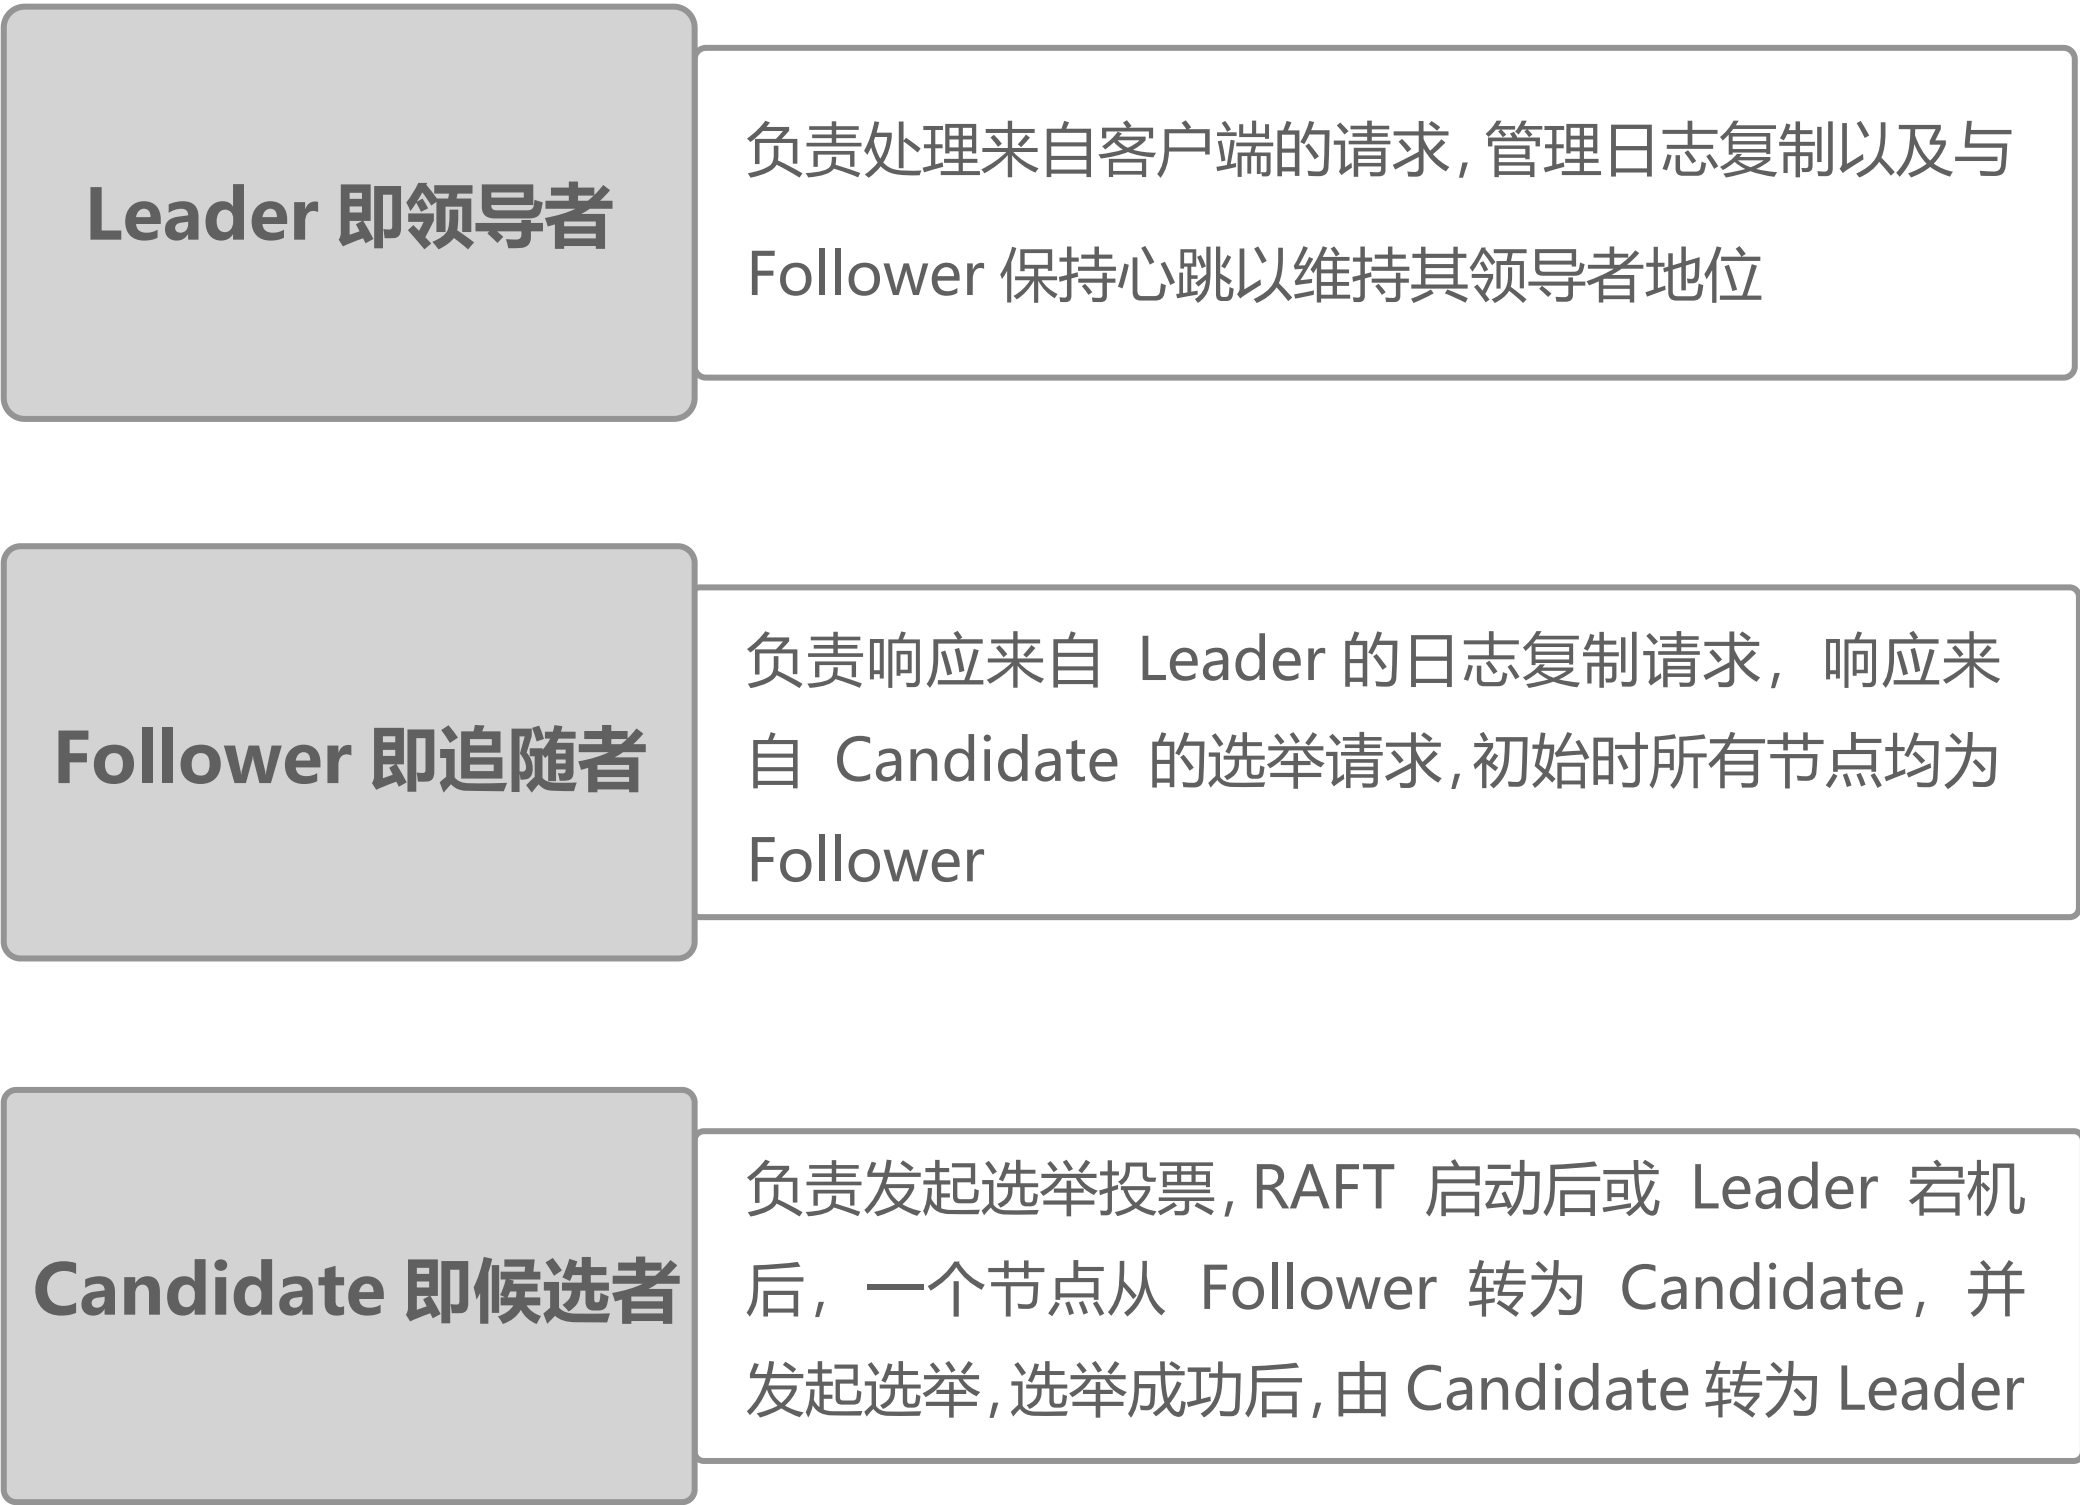 Leader 即领导者
负责处理来自客户端的请求,管理日志复制以及与
Follower 保持心跳以维持其领导者地位
Follower 即追随者
负责响应来自 Leader 的日志复制请求，响应来
自 Candidate 的选举请求,初始时所有节点均为
Follower
Candidate 即候选者
负责发起选举投票,RAFT 启动后或 Leader 宕机
后，一个节点从 Follower 转为 Candidate，并
发起选举,选举成功后,由 Candidate 转为 Leader